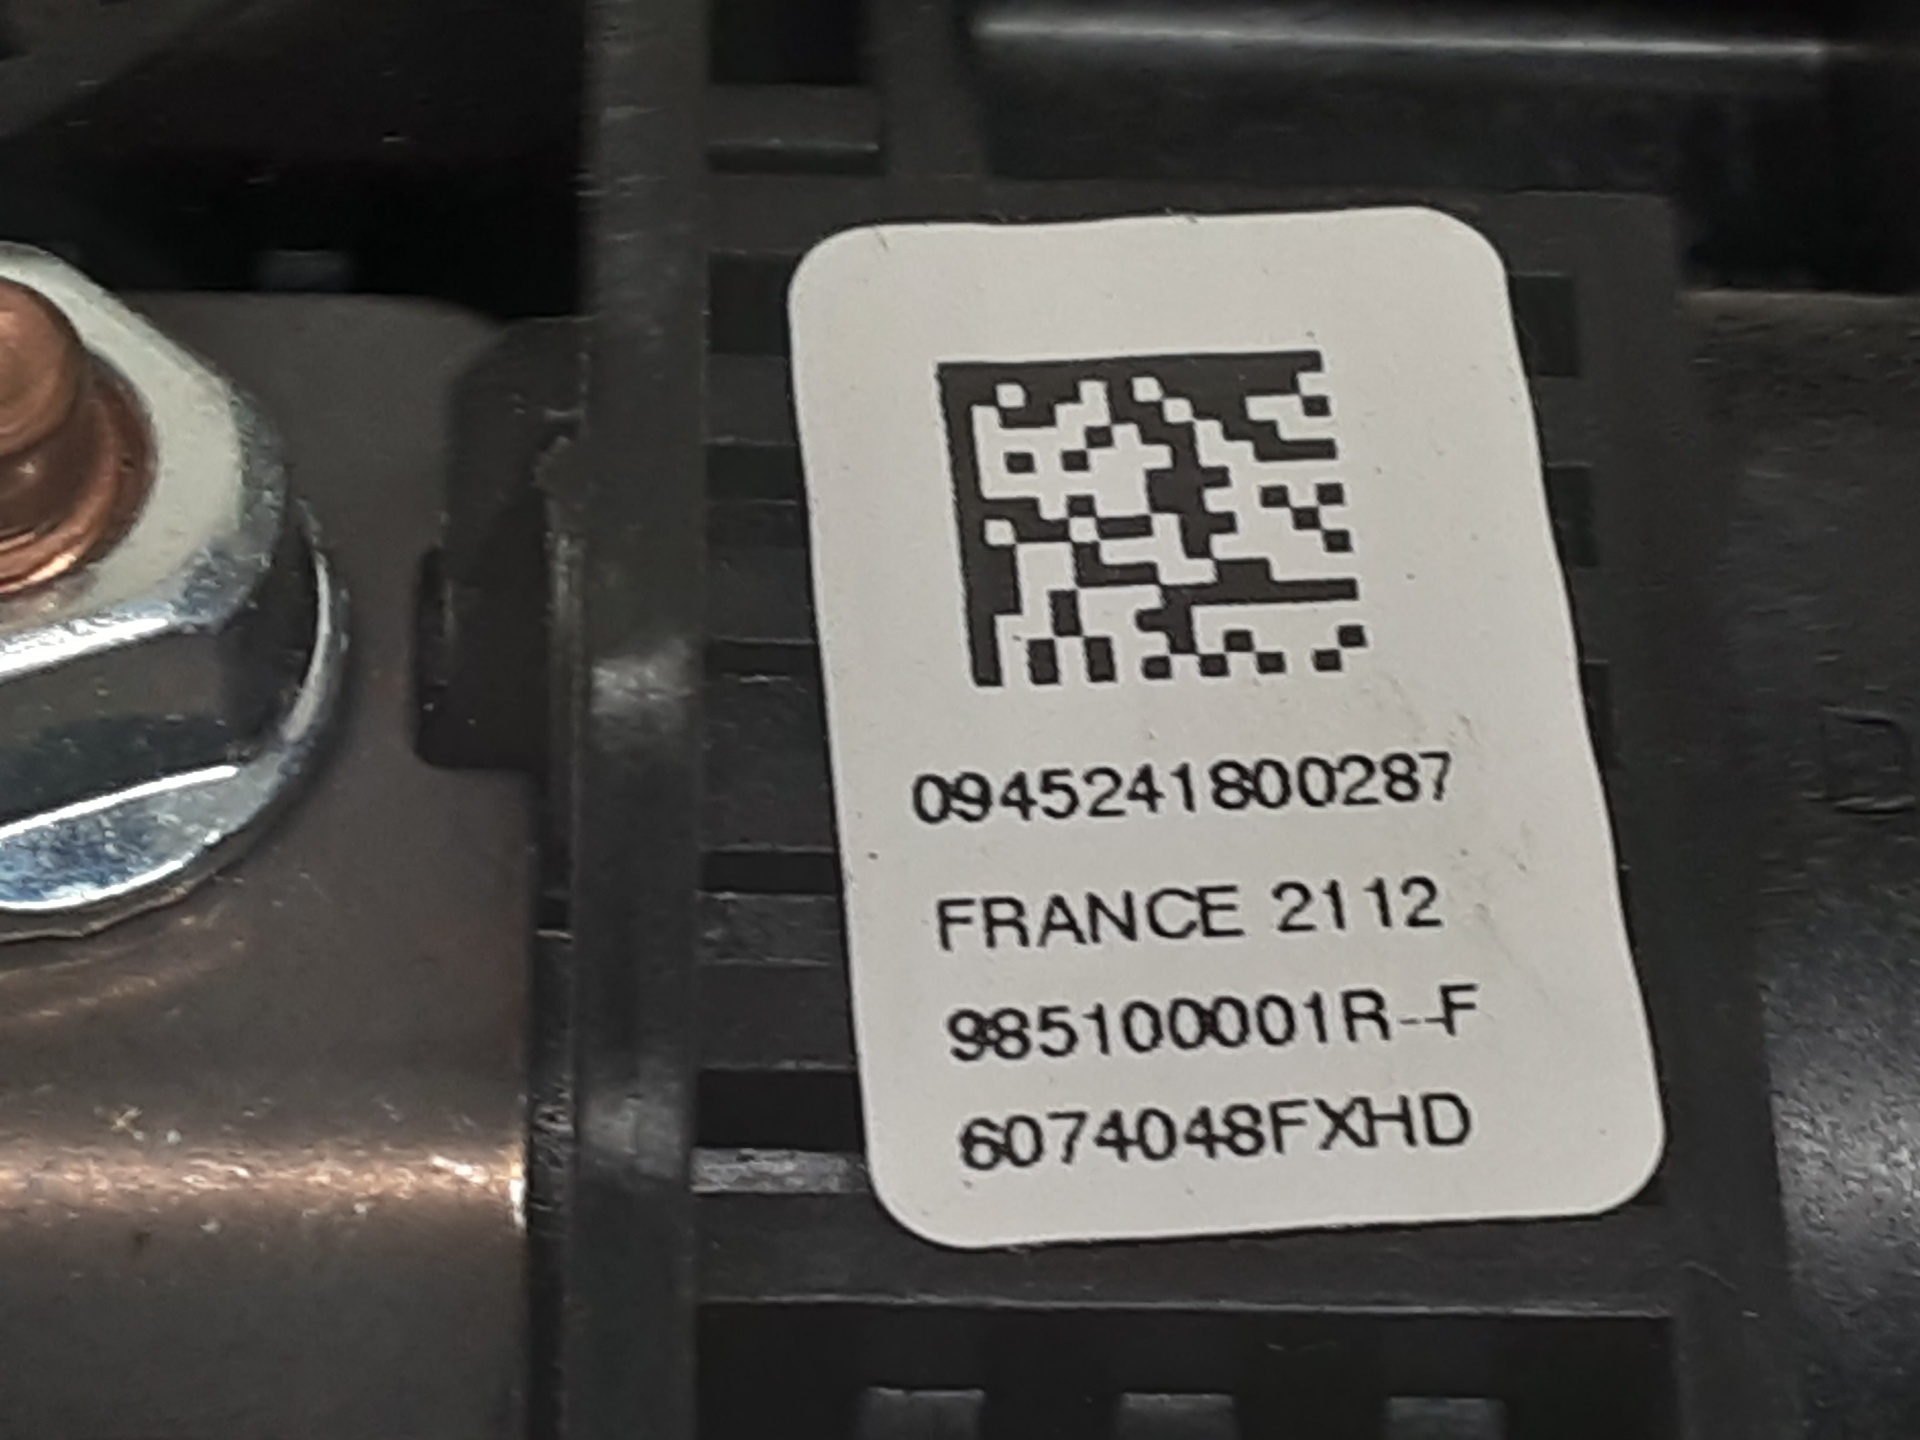 0945241800287
FRANCE 2112
985100001R--F
6074048FXHD